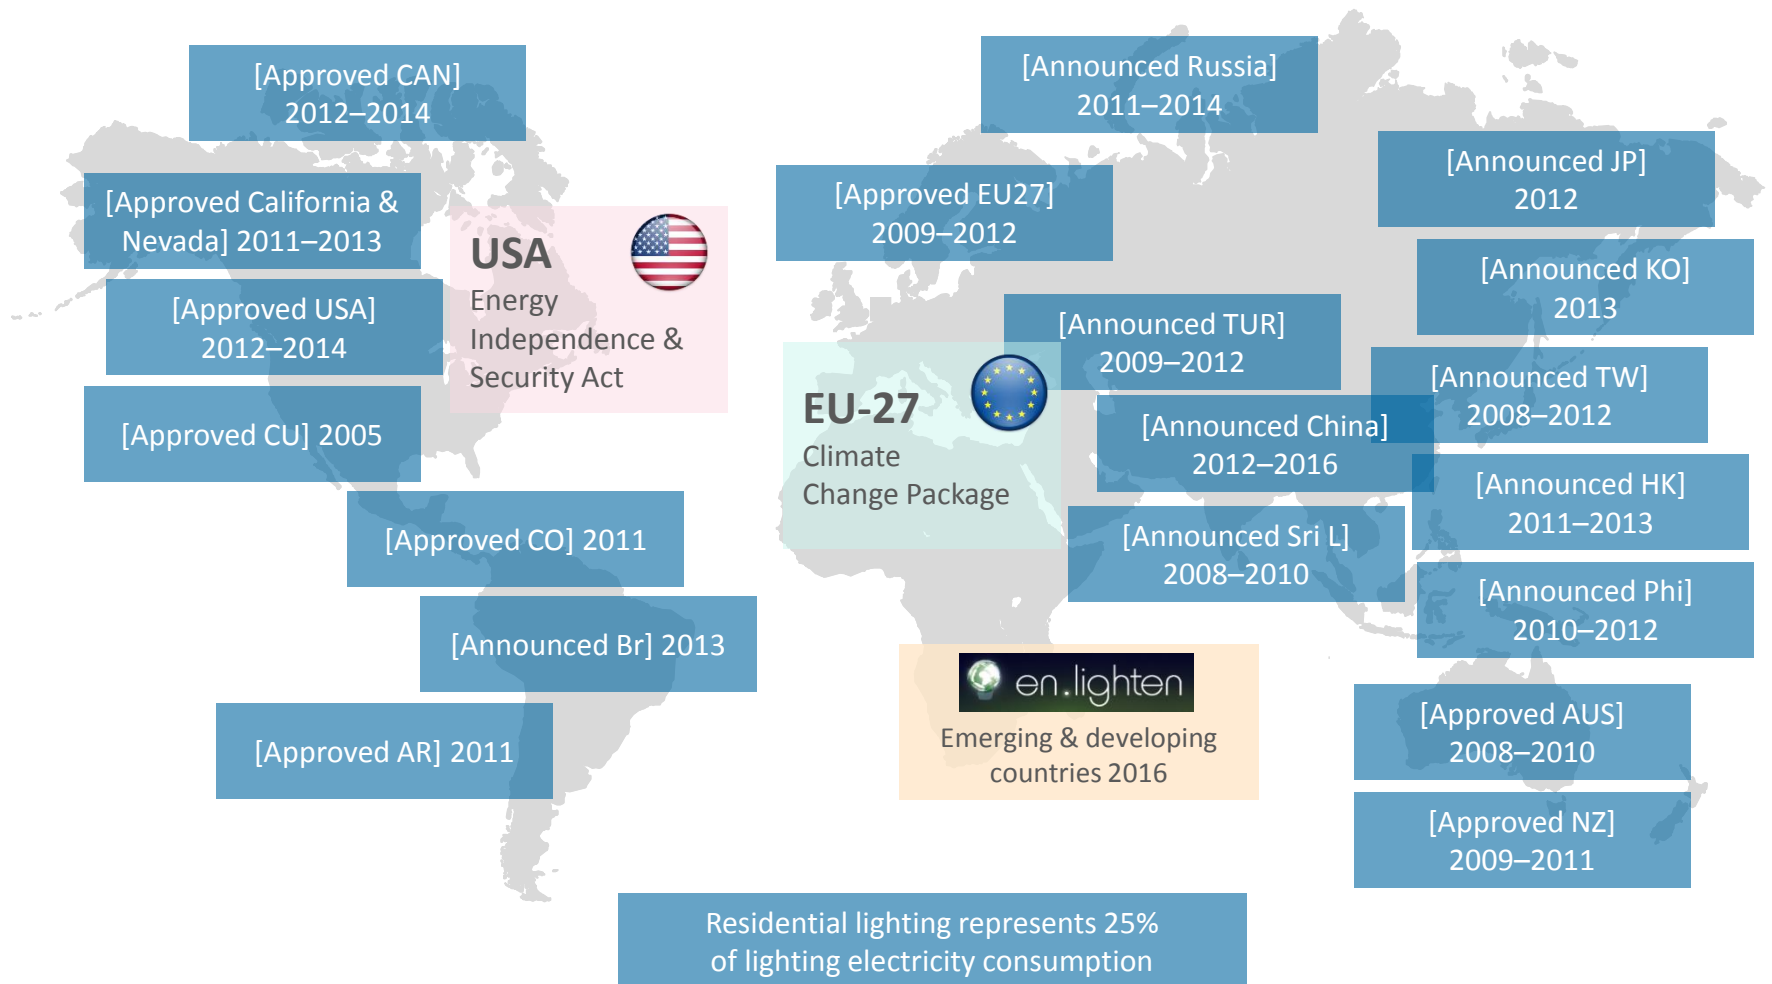 [Approved CAN]
2012–2014
[Approved California &
Nevada] 2011–2013
[Approved USA]
2012–2014
[Approved CU] 2005
[Approved CO] 2011
[Announced Br] 2013
[Approved AR] 2011
USA
Energy
Independence &
Security Act
[Announced Russia]
2011–2014
[Approved EU27]
2009–2012
[Announced TUR]
2009–2012
EU-27
Climate
Change Package
[Announced China]
2012–2016
[Announced Sri L]
2008–2010
en.lighten
Emerging & developing
countries 2016
[Announced JP]
2012
[Announced KO]
2013
[Announced TW]
2008–2012
[Announced HK]
2011–2013
[Announced Phi]
2010–2012
[Approved AUS]
2008–2010
[Approved NZ]
2009–2011
Residential lighting represents 25%
of lighting electricity consumption